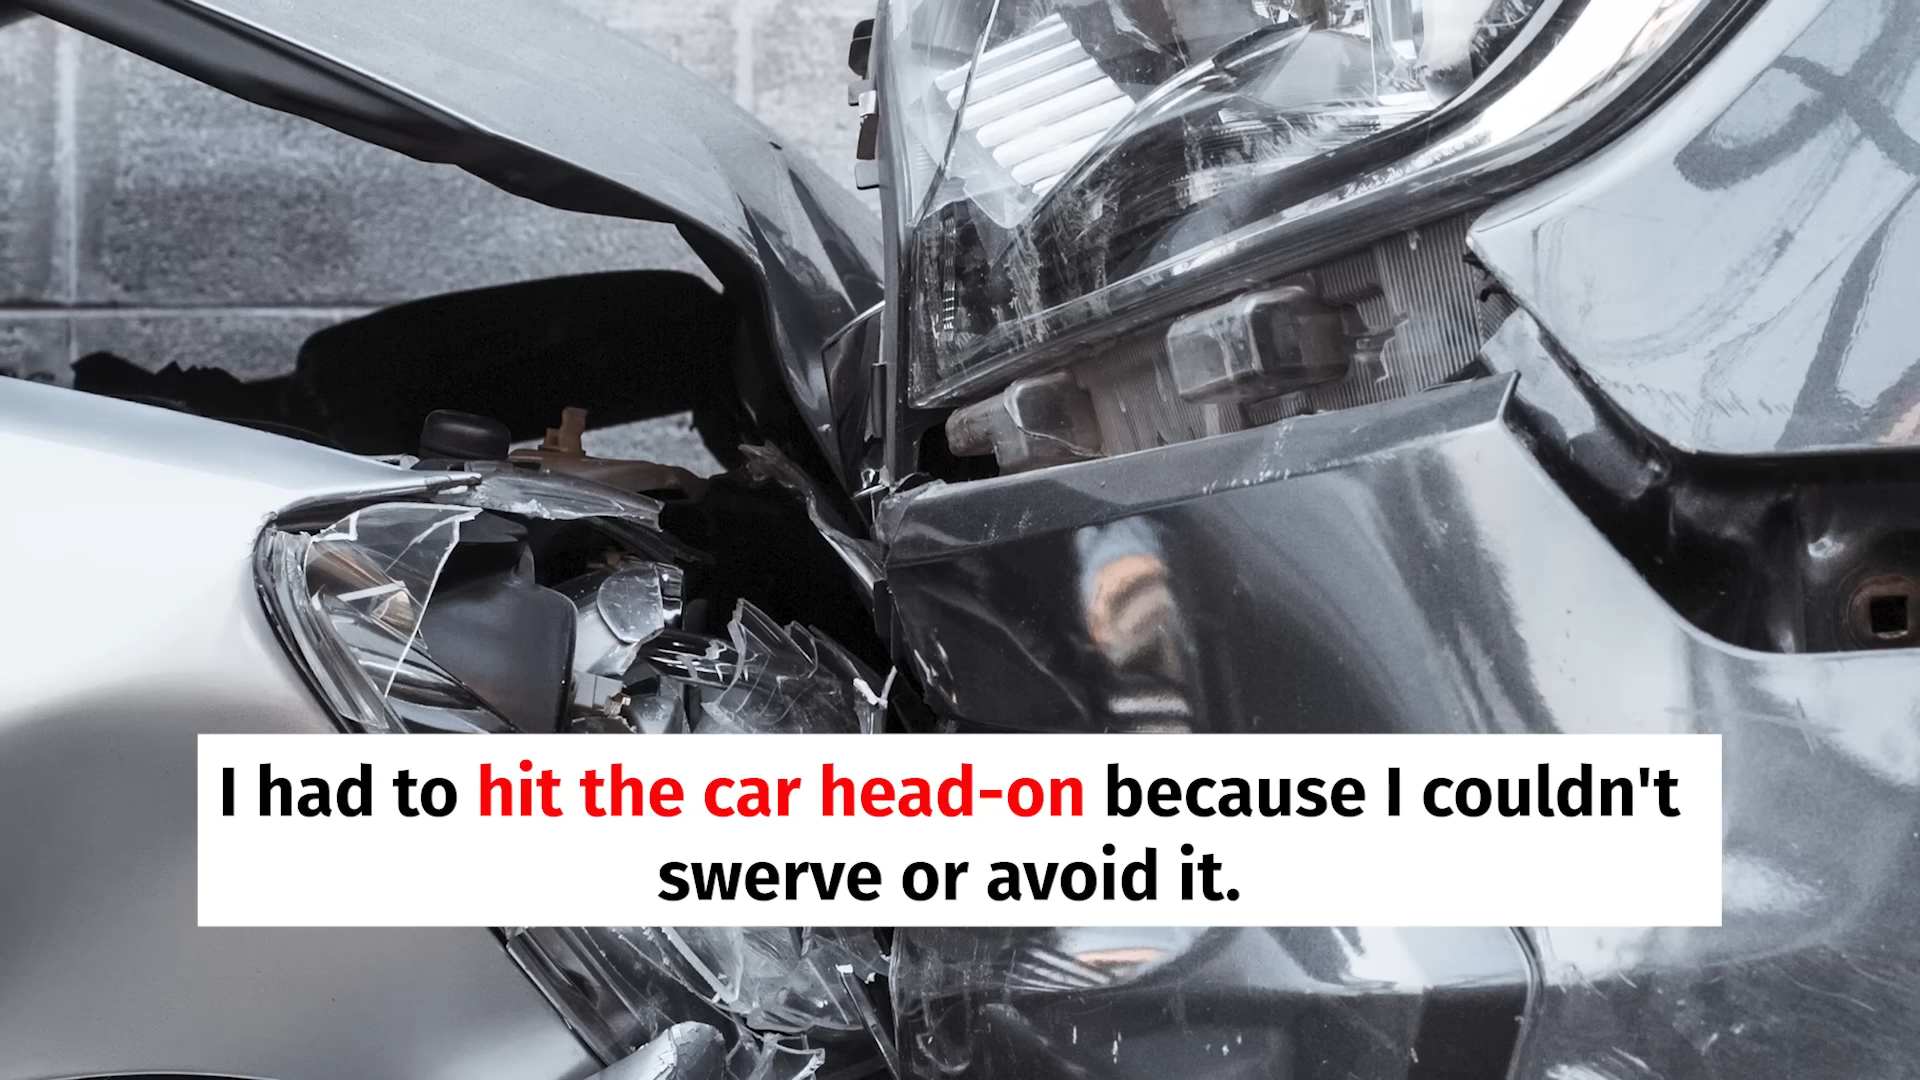 I had to hit the car head-on because I couldn't
swerve or avoid it.